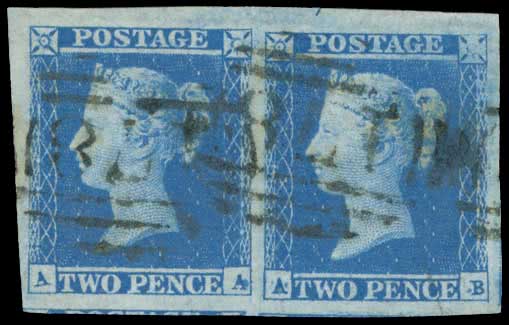 POSTAGE POSTAGE
A TWO PENCE A A TWO PENCE B